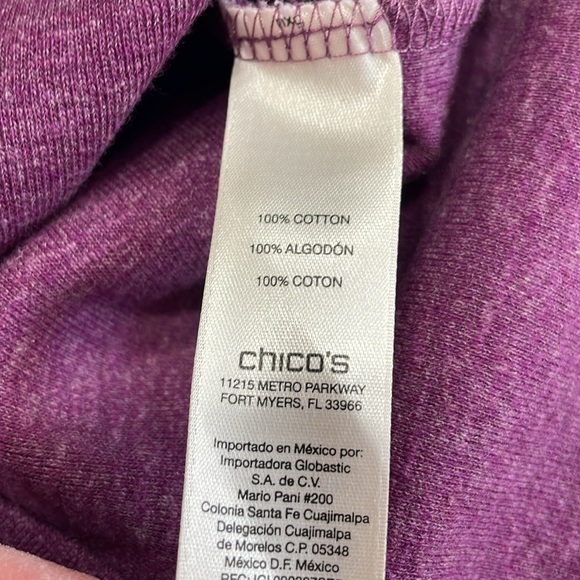 100% COTTON
100% ALGODÓN
100% COTON
chico's
11215 METRO PARKWAY
FORT MYERS, FL 33966
Importado en México por:
Importadora Globastic
S.A. de C.V.
Mario Pani #200
Colonia Santa Fe Cuajimalpa
Delegación Cuajimalpa
de Morelos C.P. 05348
México D.F. México